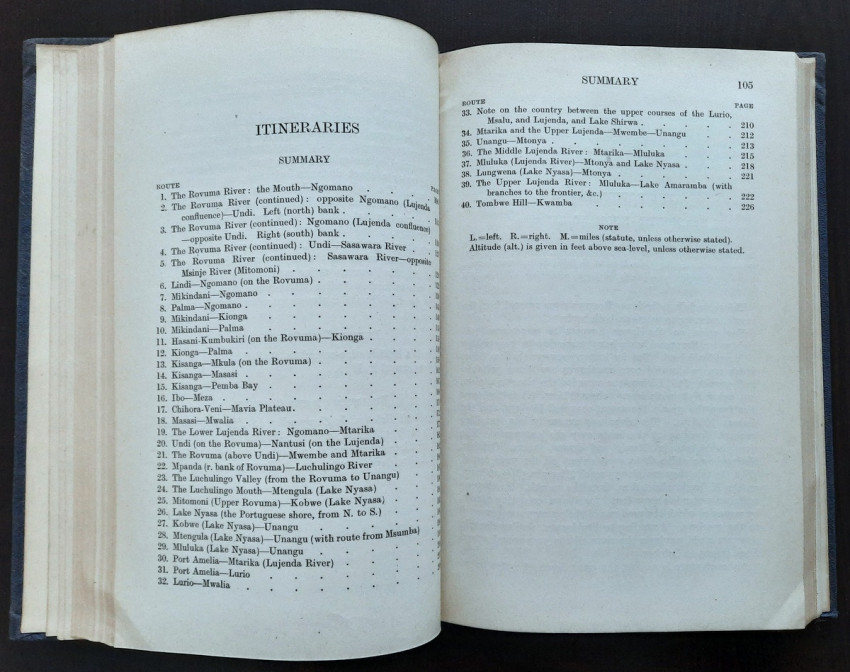 ITINERARIES
SUMMARY
ROUTE
1. The Rovuma River: the Mouth—Ngomano . . . .
2. The Rovuma River (continued): opposite Ngomano (Lujenda
confluence)—Undi. Left (north) bank . . . .
3. The Rovuma River (continued): Ngomano (Lujenda confluence)
—opposite Undi. Right (south) bank . . . .
4. The Rovuma River (continued): Undi—Sasawara River . .
5. The Rovuma River (continued): Sasawara River—opposite
Msinje River (Mitomoni) . . . . . .
6. Lindi—Ngomano (on the Rovuma) . . . . .
7. Mikindani—Ngomano . . . . . . .
8. Palma—Ngomano . . . . . . . .
9. Mikindani—Kionga . . . . . . .
10. Mikindani—Palma . . . . . . .
11. Hasani-Kumbukiri (on the Rovuma)—Kionga . . . .
12. Kionga—Palma . . . . . . . .
13. Kisanga—Mkula (on the Rovuma) . . . . .
14. Kisanga—Masasi . . . . . . . .
15. Kisanga—Pemba Bay . . . . . . .
16. Ibo—Meza . . . . . . . . .
17. Chihora-Veni—Mavia Plateau . . . . . .
18. Masasi—Mwalia . . . . . . . .
19. The Lower Lujenda River: Ngomano—Mtarika . . .
20. Undi (on the Rovuma)—Nantusi (on the Lujenda) . .
21. The Rovuma (above Undi)—Mwembe and Mtarika . .
22. Mpanda (r. bank of Rovuma)—Luchulingo River . . .
23. The Luchulingo Valley (from the Rovuma to Unangu) . .
24. The Luchulingo Mouth—Mtengula (Lake Nyasa) . . .
25. Mitomoni (Upper Rovuma)—Kobwe (Lake Nyasa) . .
26. Lake Nyasa (the Portuguese shore, from N. to S.) . .
27. Kobwe (Lake Nyasa)—Unangu . . . . .
28. Mtengula (Lake Nyasa)—Unangu (with route from Msumba)
29. Mluluka (Lake Nyasa)—Unangu . . . . .
30. Port Amelia—Mtarika (Lujenda River) . . . .
31. Port Amelia—Lurio . . . . . . .
32. Lurio—Mwalia . . . . . . . .
SUMMARY 105
ROUTE PAGE
33. Note on the country between the upper courses of the Lurio,
Msalu, and Lujenda, and Lake Shirwa . . . . . 210
34. Mtarika and the Upper Lujenda—Mwembe—Unangu . . 212
35. Unangu—Mtonya . . . . . . . . 213
36. The Middle Lujenda River: Mtarika—Mluluka . . . 215
37. Mluluka (Lujenda River)—Mtonya and Lake Nyasa . . 218
38. Lungwena (Lake Nyasa)—Mtonya . . . . . 221
39. The Upper Lujenda River: Mluluka—Lake Amaramba (with
branches to the frontier, &c.) . . . . . 222
40. Tombwe Hill—Kwamba . . . . . . 226
NOTE
L.=left. R.=right. M.=miles (statute, unless otherwise stated).
Altitude (alt.) is given in feet above sea-level, unless otherwise stated.